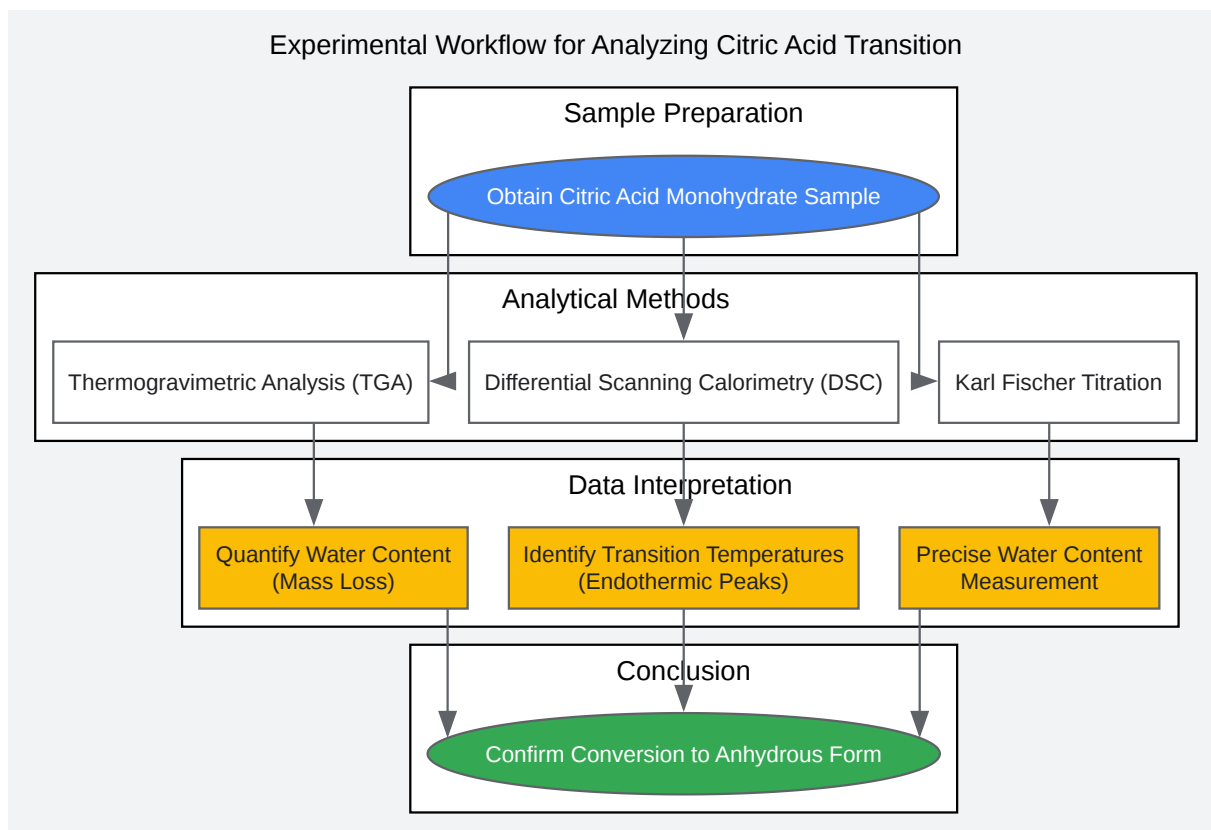 Experimental Workflow for Analyzing Citric Acid Transition
Sample Preparation
Obtain Citric Acid Monohydrate Sample
Analytical Methods
Thermogravimetric Analysis (TGA)
Differential Scanning Calorimetry (DSC)
Karl Fischer Titration
Data Interpretation
Quantify Water Content
(Mass Loss)
Identify Transition Temperatures
(Endothermic Peaks)
Precise Water Content
Measurement
Conclusion
Confirm Conversion to Anhydrous Form